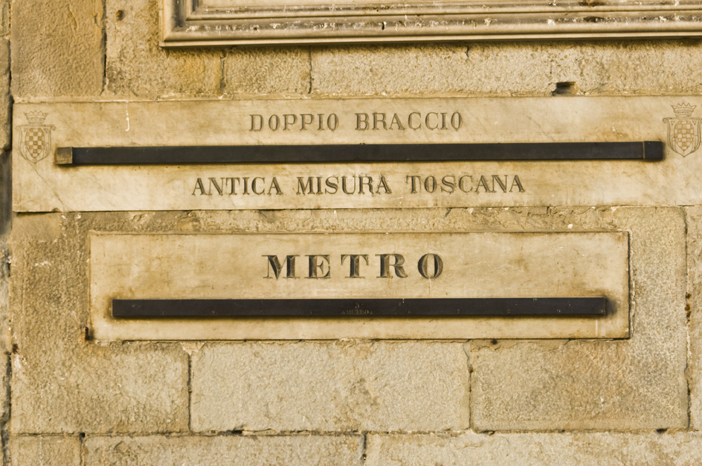 DOPPIO BRACCIO
ANTICA MISURA TOSCANA
METRO